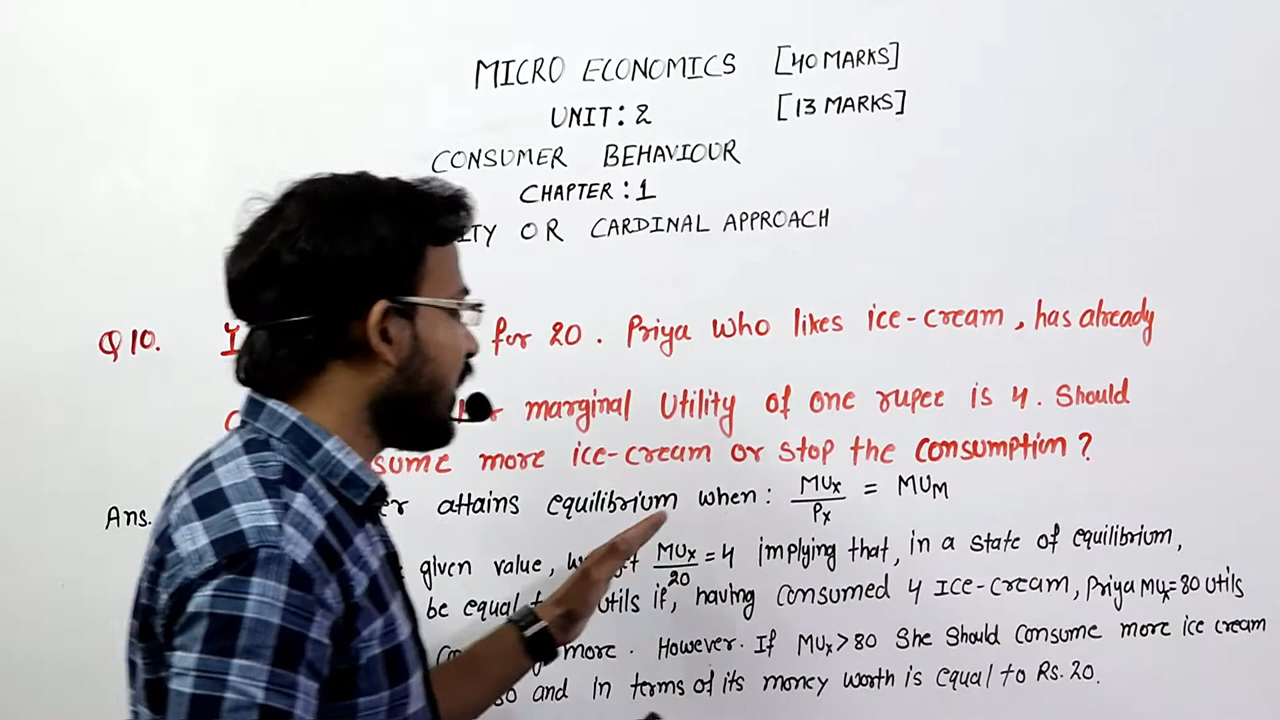 MICRO ECONOMICS [40 MARKS]
UNIT: 2 [13 MARKS]
CONSUMER BEHAVIOUR
CHAPTER: 1
OR CARDINAL APPROACH
Q10. for 20. Priya who likes ice-cream, has already
marginal Utility of one rupee is 4. Should
more ice-cream or stop the consumption?
Ans. attains equilibrium when: MUx/Px = MUM
given value, MUx/20 = 4 implying that, in a state of equilibrium,
be equal utils if, having consumed 4 ICE-Cream, Priya MUx=80 utils
more. However. If MUx>80 She Should Consume more ice cream
and In terms of its money worth is equal to Rs. 20.